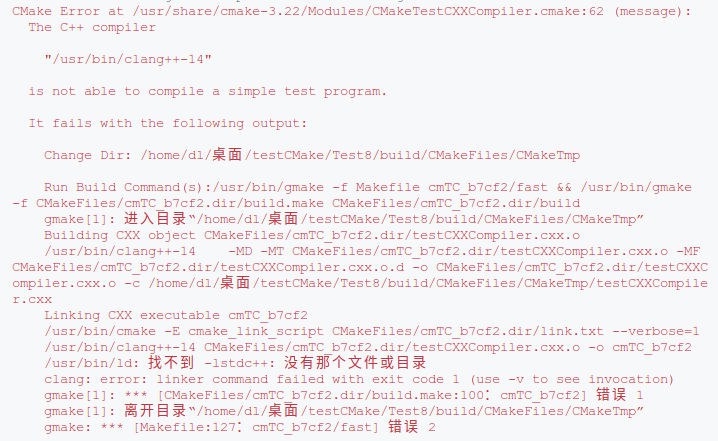 CMake Error at /usr/share/cmake-3.22/Modules/CMakeTestCXXCompiler.cmake:62 (message):
The C++ compiler
"/usr/bin/clang++-14"
is not able to compile a simple test program.
It fails with the following output:
Change Dir: /home/dl/桌面/testCMake/Test8/build/CMakeFiles/CMakeTmp
Run Build Command(s):/usr/bin/gmake -f Makefile cmTC_b7cf2/fast && /usr/bin/gmake
-f CMakeFiles/cmTC_b7cf2.dir/build.make CMakeFiles/cmTC_b7cf2.dir/build
gmake[1]: 进入目录“/home/dl/桌面/testCMake/Test8/build/CMakeFiles/CMakeTmp”
Building CXX object CMakeFiles/cmTC_b7cf2.dir/testCXXCompiler.cxx.o
/usr/bin/clang++-14    -MD -MT CMakeFiles/cmTC_b7cf2.dir/testCXXCompiler.cxx.o -MF
CMakeFiles/cmTC_b7cf2.dir/testCXXCompiler.cxx.o.d -o CMakeFiles/cmTC_b7cf2.dir/testCXXC
ompiler.cxx.o -c /home/dl/桌面/testCMake/Test8/build/CMakeFiles/CMakeTmp/testCXXCompile
r.cxx
Linking CXX executable cmTC_b7cf2
/usr/bin/cmake -E cmake_link_script CMakeFiles/cmTC_b7cf2.dir/link.txt --verbose=1
/usr/bin/clang++-14 CMakeFiles/cmTC_b7cf2.dir/testCXXCompiler.cxx.o -o cmTC_b7cf2
/usr/bin/ld: 找不到 -lstdc++: 没有那个文件或目录
clang: error: linker command failed with exit code 1 (use -v to see invocation)
gmake[1]: *** [CMakeFiles/cmTC_b7cf2.dir/build.make:100：cmTC_b7cf2] 错误 1
gmake[1]: 离开目录“/home/dl/桌面/testCMake/Test8/build/CMakeFiles/CMakeTmp”
gmake: *** [Makefile:127：cmTC_b7cf2/fast] 错误 2